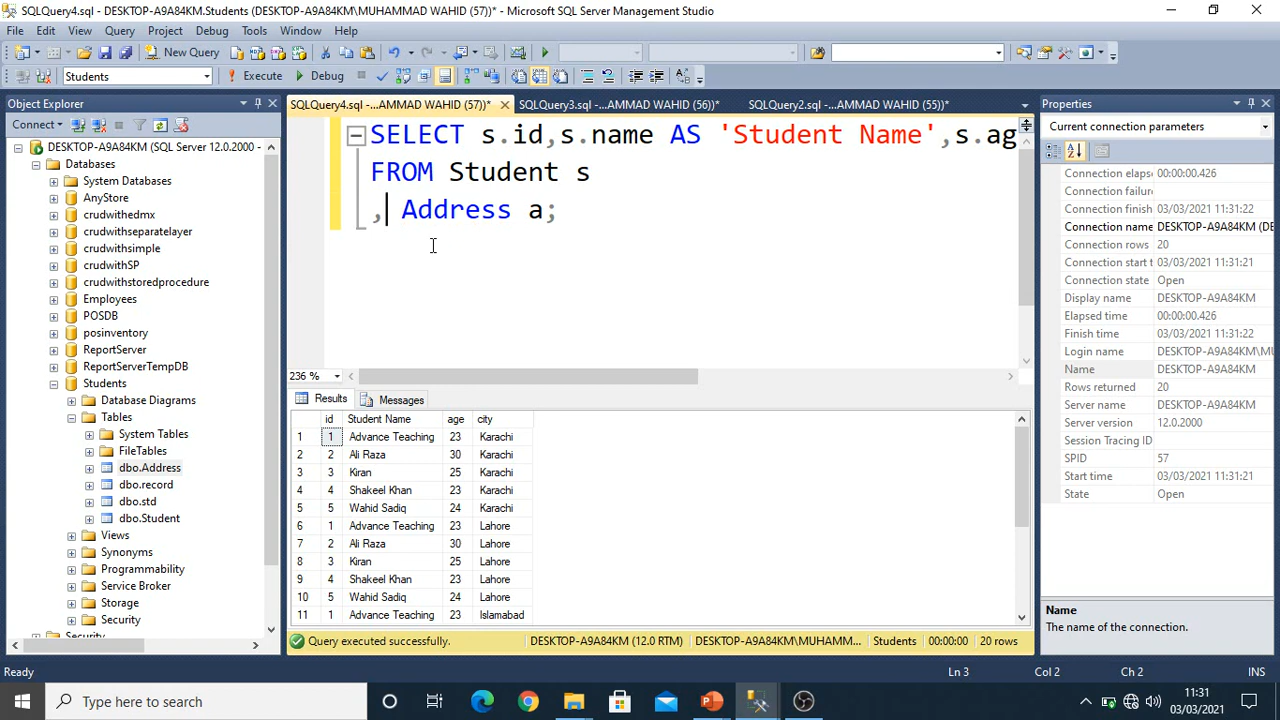 SQLQuery4.sql - DESKTOP-A9A84KM.Students (DESKTOP-A9A84KM\MUHAMMAD WAHID (57))* - Microsoft SQL Server Management Studio
File Edit View Query Project Debug Tools Window Help
New Query
Students Execute Debug
Object Explorer
Connect
DESKTOP-A9A84KM (SQL Server 12.0.2000 -
Databases
System Databases
AnyStore
crudwithedmx
crudwithseparatelayer
crudwithsimple
crudwithSP
crudwithstoredprocedure
Employees
POSDB
posinventory
ReportServer
ReportServerTempDB
Students
Database Diagrams
Tables
System Tables
FileTables
dbo.Address
dbo.record
dbo.std
dbo.Student
Views
Synonyms
Programmability
Service Broker
Storage
Security
Security
SQLQuery4.sql -...AMMAD WAHID (57))* SQLQuery3.sql -...AMMAD WAHID (56))* SQLQuery2.sql -...AMMAD WAHID (55))*
SELECT s.id,s.name AS 'Student Name',s.ag
FROM Student s
, Address a;
236 %
Results Messages
id Student Name age city
1 1 Advance Teaching 23 Karachi
2 2 Ali Raza 30 Karachi
3 3 Kiran 25 Karachi
4 4 Shakeel Khan 23 Karachi
5 5 Wahid Sadiq 24 Karachi
6 1 Advance Teaching 23 Lahore
7 2 Ali Raza 30 Lahore
8 3 Kiran 25 Lahore
9 4 Shakeel Khan 23 Lahore
10 5 Wahid Sadiq 24 Lahore
11 1 Advance Teaching 23 Islamabad
Query executed successfully. DESKTOP-A9A84KM (12.0 RTM) DESKTOP-A9A84KM\MUHAMM... Students 00:00:00 20 rows
Properties
Current connection parameters
Connection elaps 00:00:00.426
Connection failure
Connection finish 03/03/2021 11:31:22
Connection name DESKTOP-A9A84KM (DE
Connection rows 20
Connection start t 03/03/2021 11:31:21
Connection state Open
Display name DESKTOP-A9A84KM
Elapsed time 00:00:00.426
Finish time 03/03/2021 11:31:22
Login name DESKTOP-A9A84KM\MU
Name DESKTOP-A9A84KM
Rows returned 20
Server name DESKTOP-A9A84KM
Server version 12.0.2000
Session Tracing ID
SPID 57
Start time 03/03/2021 11:31:21
State Open
Name
The name of the connection.
Ready Ln 3 Col 2 Ch 2 INS
Type here to search
11:31
03/03/2021